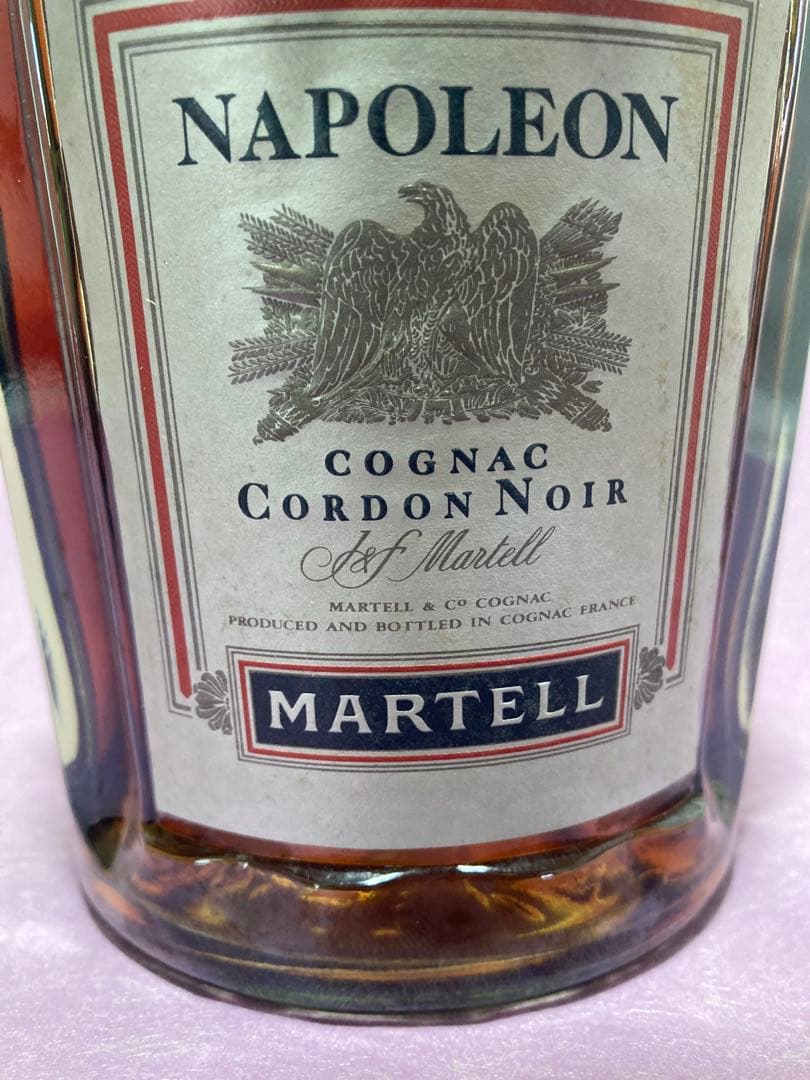 NAPOLEON
COGNAC
CORDON NOIR
J&F Martell
MARTELL & Cº COGNAC
PRODUCED AND BOTTLED IN COGNAC FRANCE
MARTELL